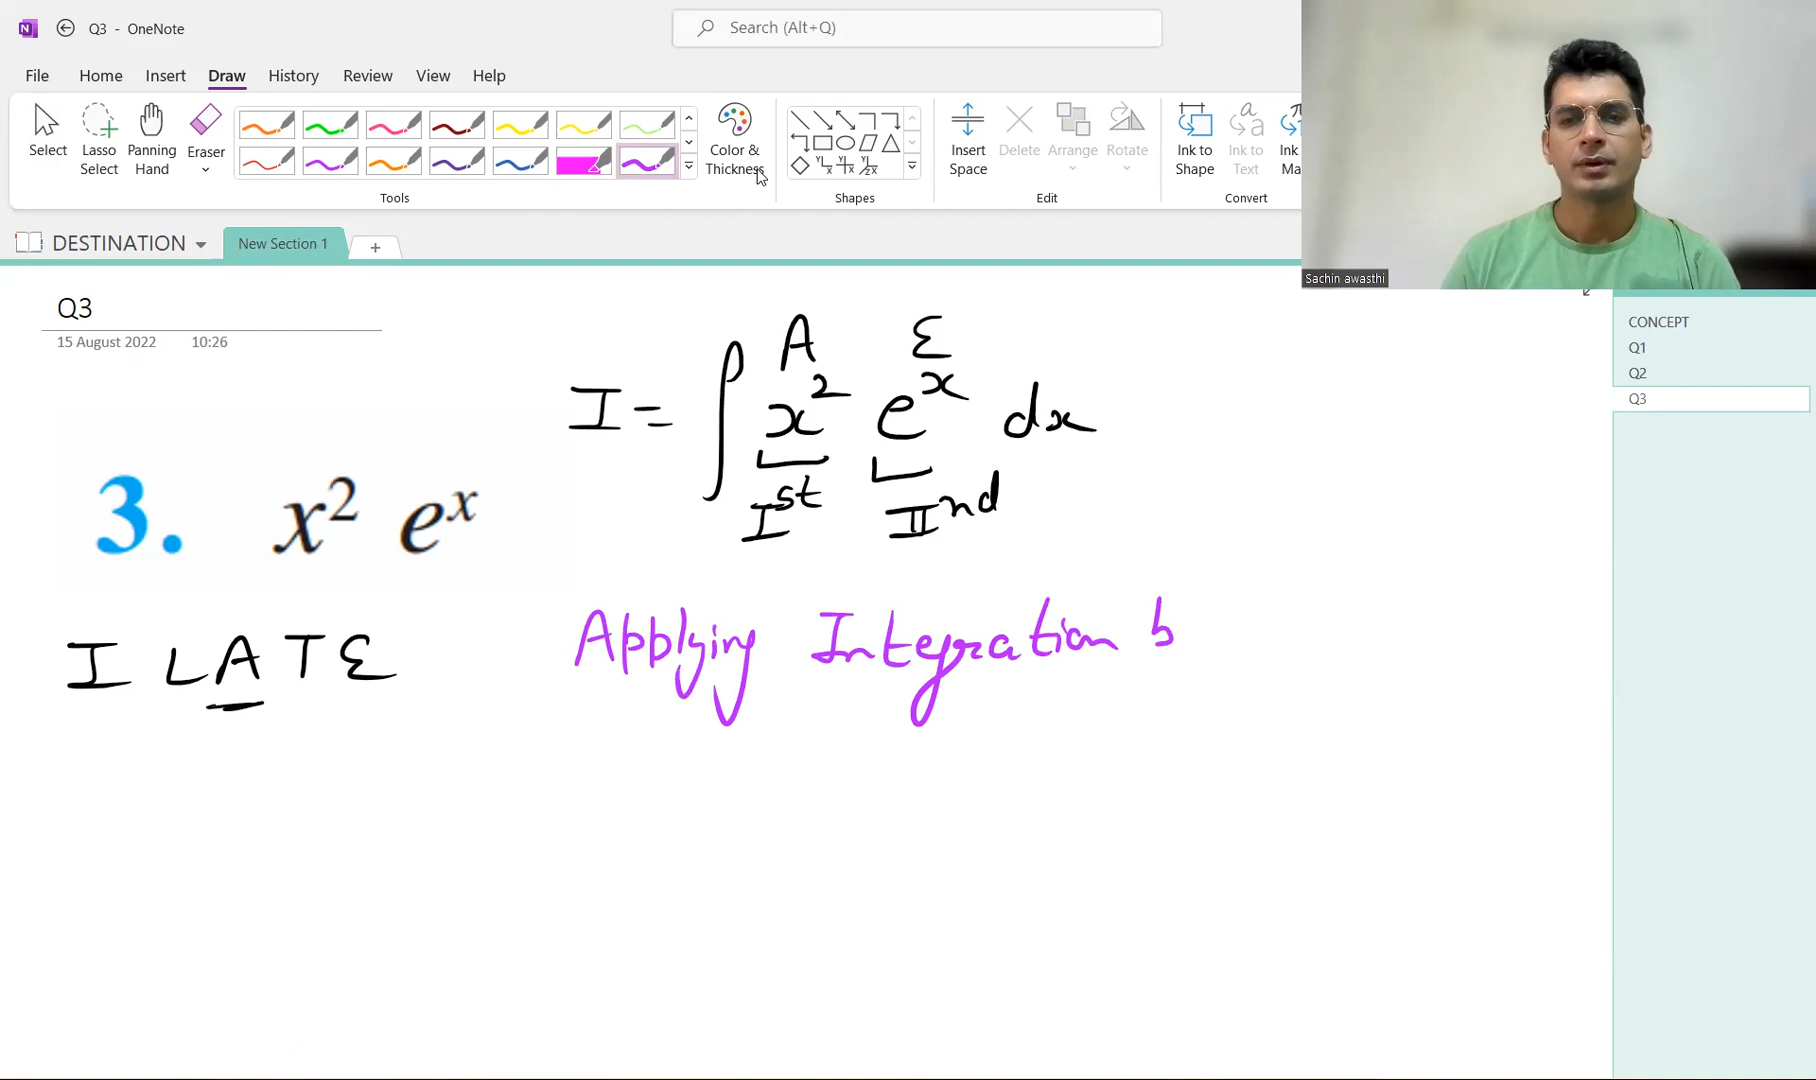 Q3 - OneNote
Search (Alt+Q)
File Home Insert Draw History Review View Help
Select
Lasso Select
Panning Hand
Eraser
Color & Thickness
Insert Space
Delete
Arrange
Rotate
Ink to Shape
Ink to Text
Ink Ma
Tools
Shapes
Edit
Convert
DESTINATION
New Section 1
Sachin awasthi
Q3
15 August 2022 10:26
CONCEPT
Q1
Q2
Q3
A ε
I = ∫ x² eˣ dx
Iˢᵗ IIⁿᵈ
3. x² eˣ
Applying Integration b
I L A T E